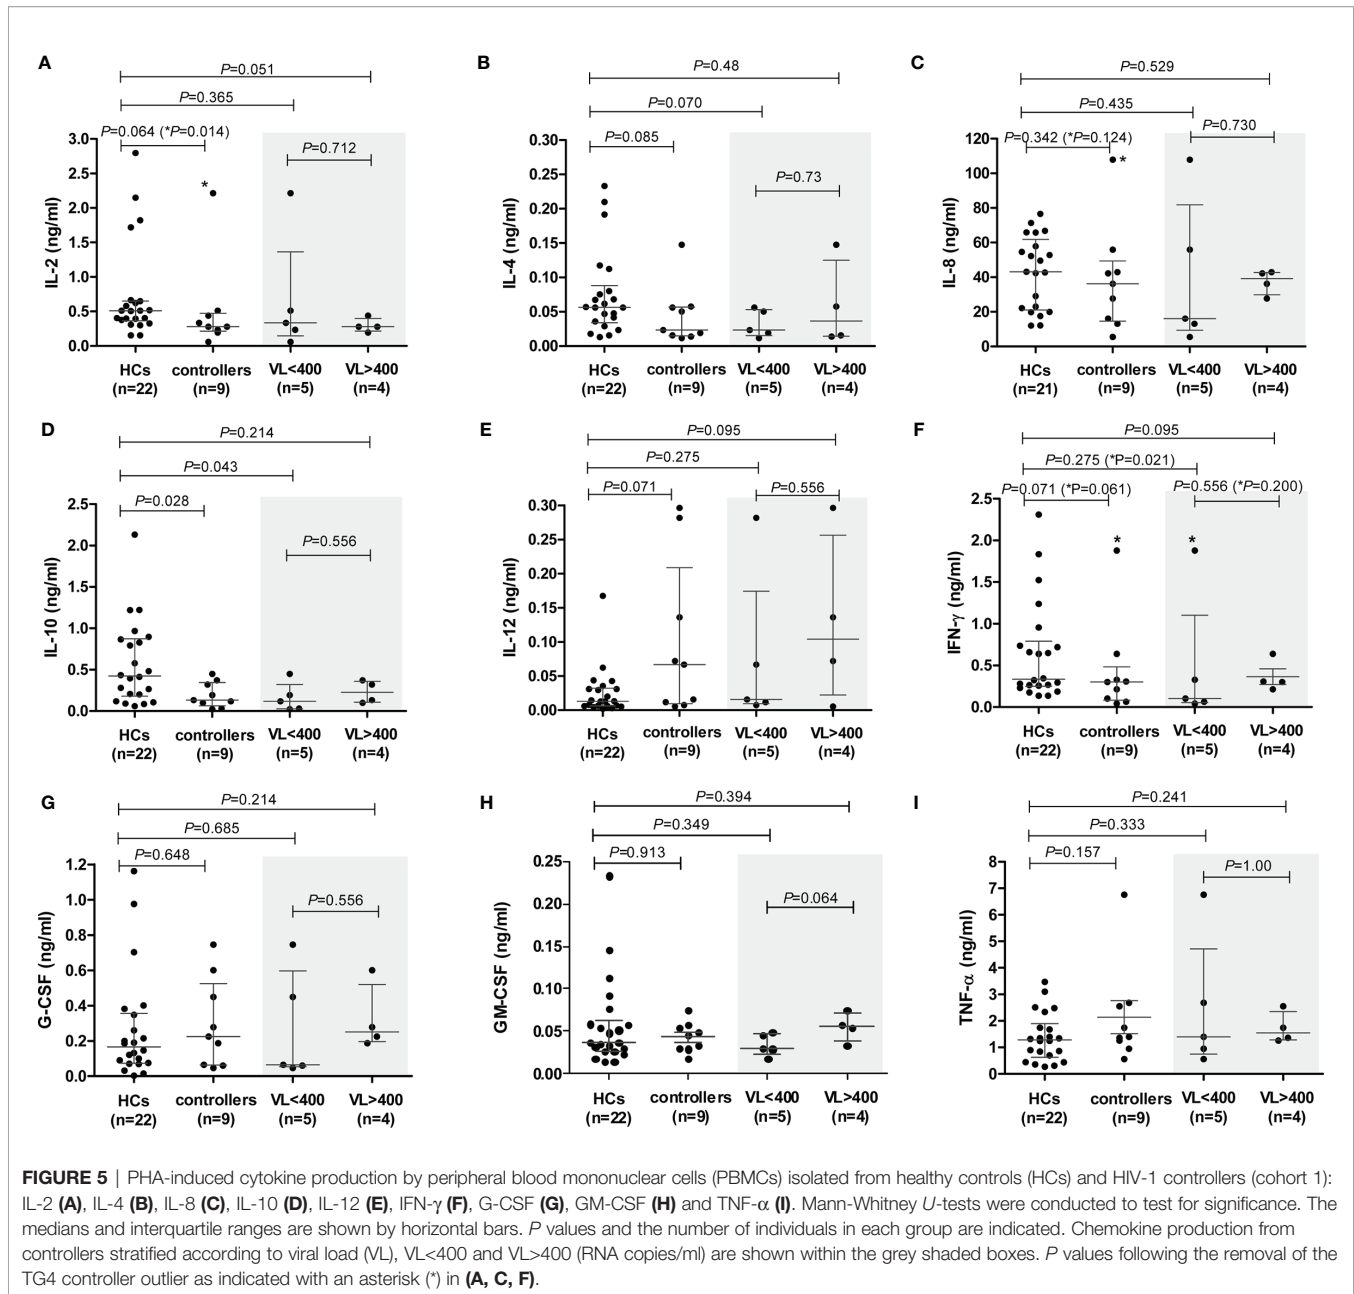 A
P=0.051
P=0.365
P=0.064 (*P=0.014)
P=0.712
*
IL-2 (ng/ml)
3.0
2.5
2.0
1.5
1.0
0.5
0.0
HCs controllers VL<400 VL>400
(n=22) (n=9) (n=5) (n=4)
B
P=0.48
P=0.070
P=0.085
P=0.73
IL-4 (ng/ml)
0.30
0.25
0.20
0.15
0.10
0.05
0.00
HCs controllers VL<400 VL>400
(n=22) (n=9) (n=5) (n=4)
C
P=0.529
P=0.435
P=0.730
P=0.342 (*P=0.124)
*
IL-8 (ng/ml)
120
100
80
60
40
20
0
HCs controllers VL<400 VL>400
(n=21) (n=9) (n=5) (n=4)
D
P=0.214
P=0.043
P=0.028
P=0.556
IL-10 (ng/ml)
2.5
2.0
1.5
1.0
0.5
0.0
HCs controllers VL<400 VL>400
(n=22) (n=9) (n=5) (n=4)
E
P=0.095
P=0.275
P=0.071
P=0.556
IL-12 (ng/ml)
0.30
0.25
0.20
0.15
0.10
0.05
0.00
HCs controllers VL<400 VL>400
(n=22) (n=9) (n=5) (n=4)
F
P=0.095
P=0.275 (*P=0.021)
P=0.071 (*P=0.061)
P=0.556 (*P=0.200)
* *
IFN-γ (ng/ml)
2.5
2.0
1.5
1.0
0.5
0.0
HCs controllers VL<400 VL>400
(n=22) (n=9) (n=5) (n=4)
G
P=0.214
P=0.685
P=0.648
P=0.556
G-CSF (ng/ml)
1.2
1.0
0.8
0.6
0.4
0.2
0.0
HCs controllers VL<400 VL>400
(n=22) (n=9) (n=5) (n=4)
H
P=0.394
P=0.349
P=0.913
P=0.064
GM-CSF (ng/ml)
0.25
0.20
0.15
0.10
0.05
0.00
HCs controllers VL<400 VL>400
(n=22) (n=9) (n=5) (n=4)
I
P=0.241
P=0.333
P=0.157
P=1.00
TNF-α (ng/ml)
8
7
6
5
4
3
2
1
0
HCs controllers VL<400 VL>400
(n=22) (n=9) (n=5) (n=4)
FIGURE 5 | PHA-induced cytokine production by peripheral blood mononuclear cells (PBMCs) isolated from healthy controls (HCs) and HIV-1 controllers (cohort 1):
IL-2 (A), IL-4 (B), IL-8 (C), IL-10 (D), IL-12 (E), IFN-γ (F), G-CSF (G), GM-CSF (H) and TNF-α (I). Mann-Whitney U-tests were conducted to test for significance. The
medians and interquartile ranges are shown by horizontal bars. P values and the number of individuals in each group are indicated. Chemokine production from
controllers stratified according to viral load (VL), VL<400 and VL>400 (RNA copies/ml) are shown within the grey shaded boxes. P values following the removal of the
TG4 controller outlier as indicated with an asterisk (*) in (A, C, F).